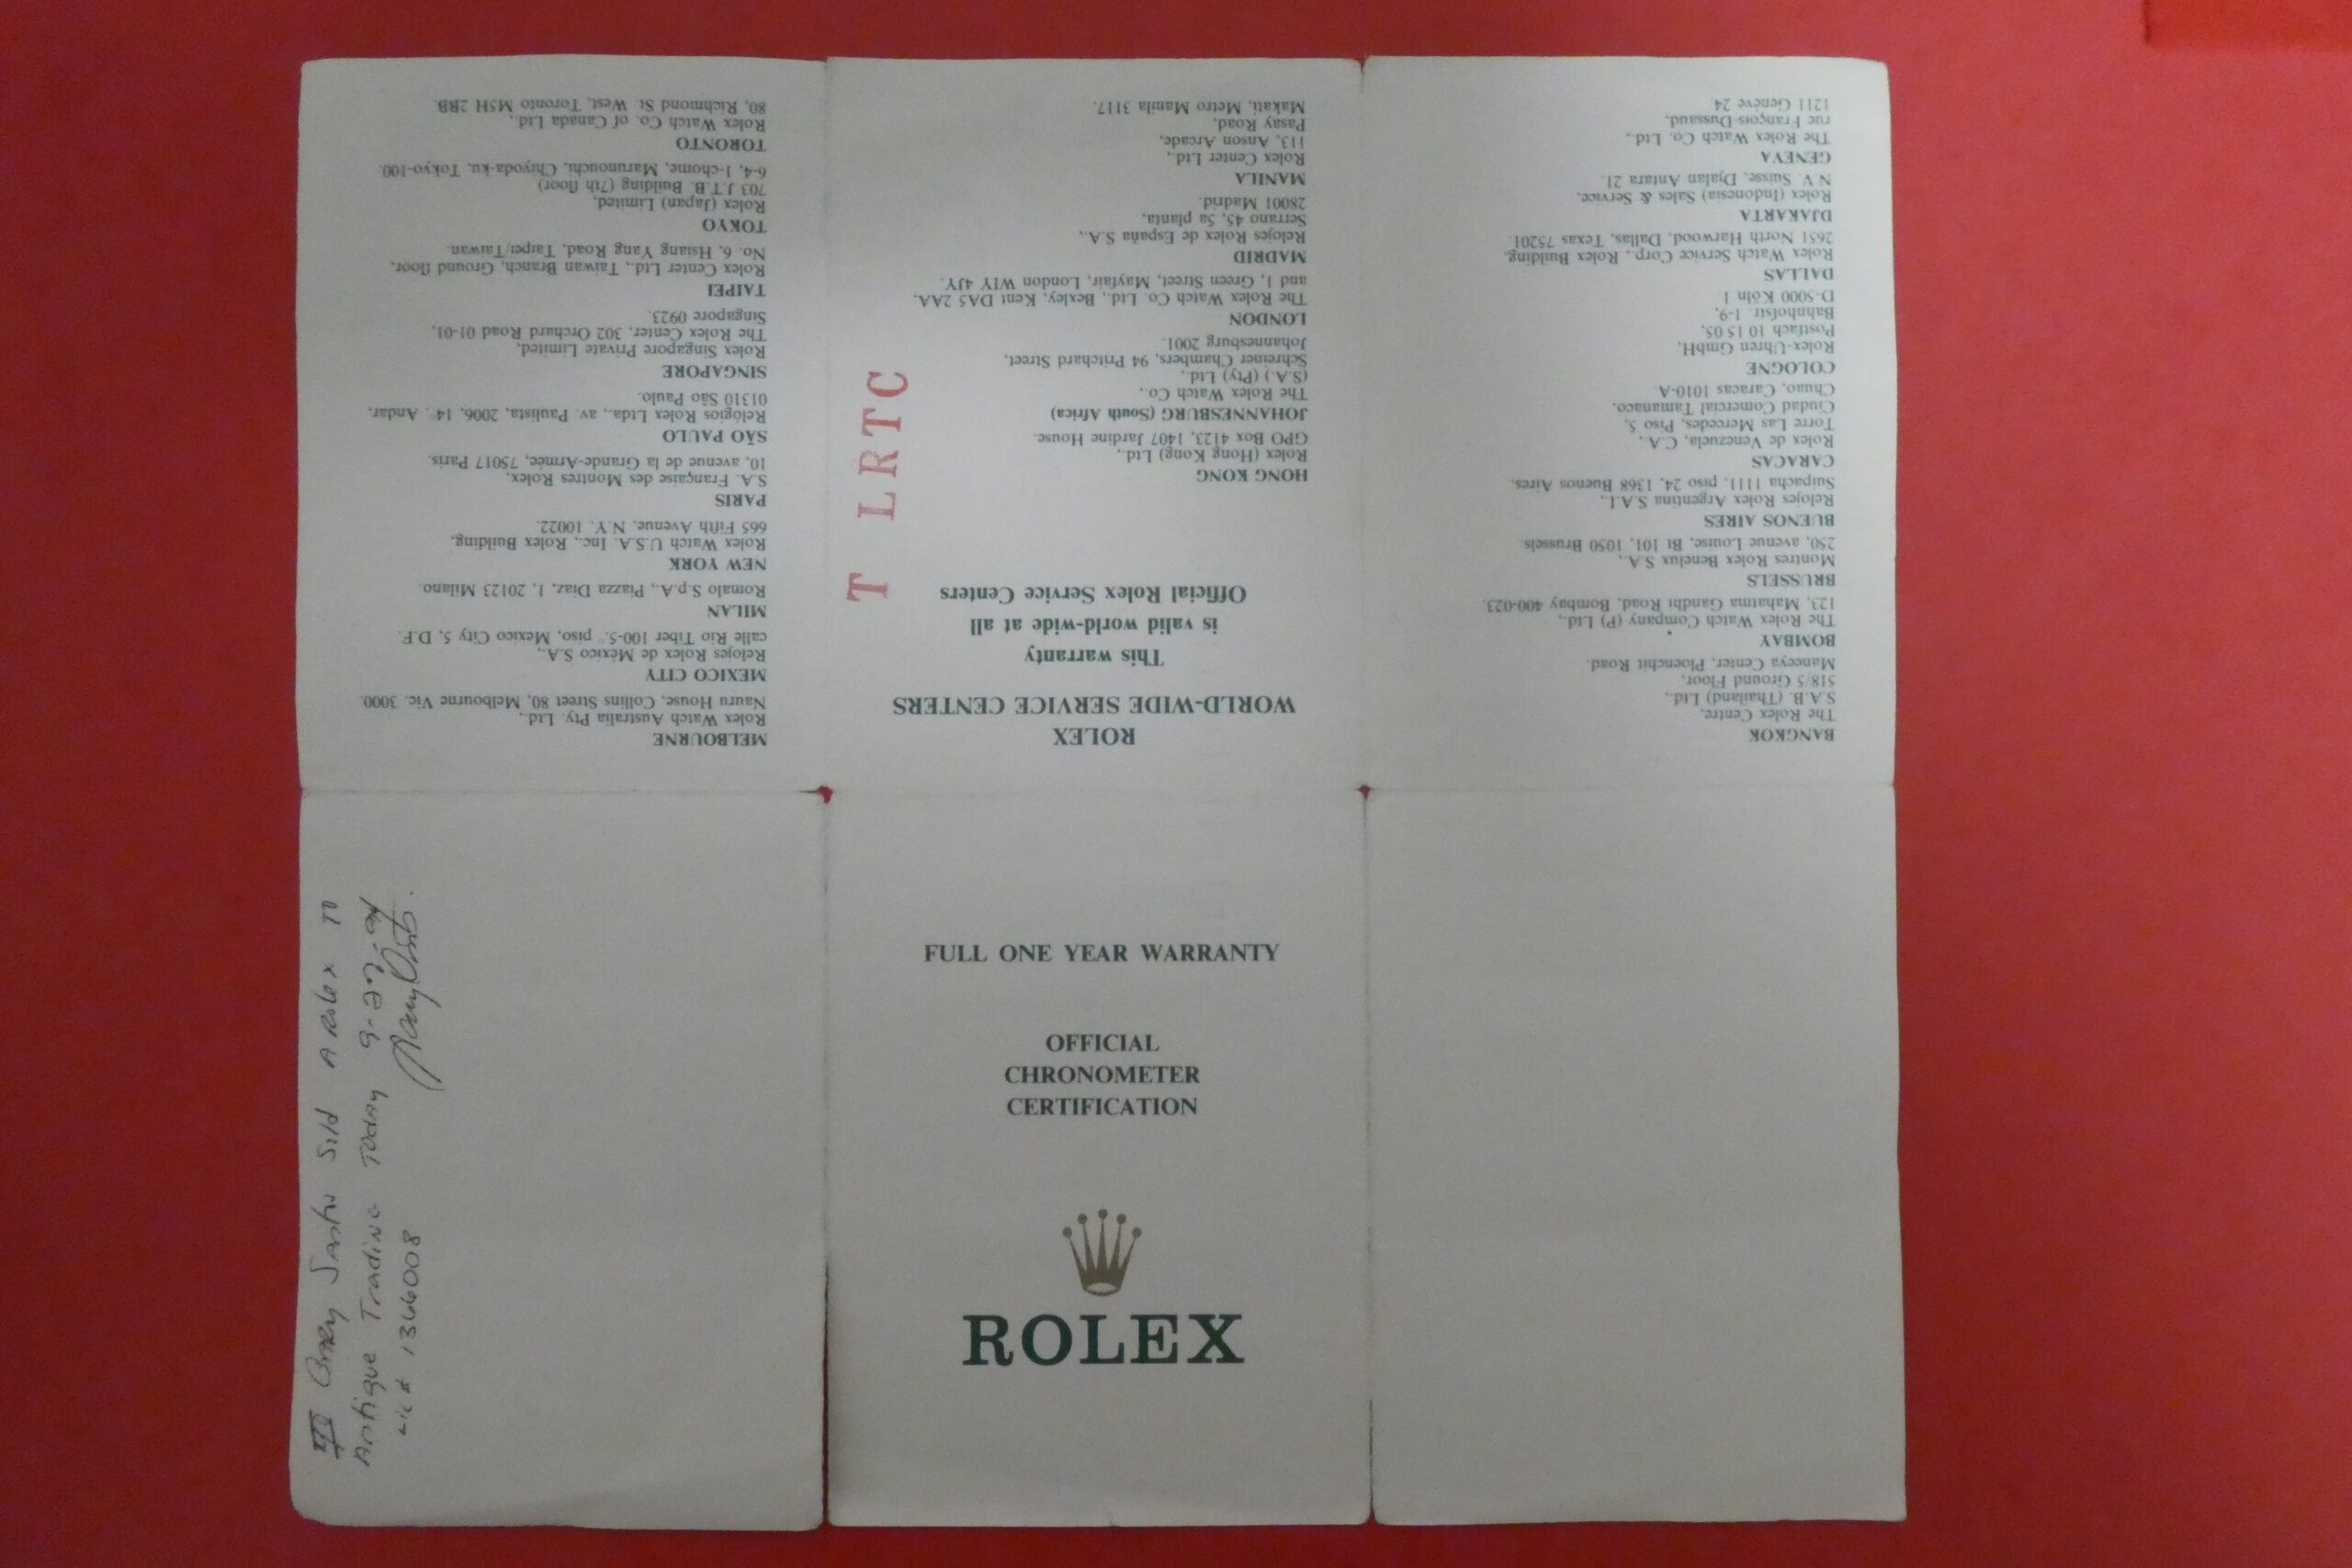 FULL ONE YEAR WARRANTY
OFFICIAL
CHRONOMETER
CERTIFICATION
ROLEX
ROLEX
WORLD-WIDE SERVICE CENTERS
This warranty
is valid world-wide at all
Official Rolex Service Centers
T LRTC
BANGKOK
The Rolex Centre,
S.A.B. (Thailand) Ltd.,
518/5 Ground Floor,
Maneeya Center, Ploenchit Road.
BOMBAY
The Rolex Watch Company (P) Ltd.,
123, Mahatma Gandhi Road, Bombay 400-023.
BRUSSELS
Montres Rolex Benelux S.A.,
250, avenue Louise, Bt 101, 1050 Brussels.
BUENOS AIRES
Relojes Rolex Argentina S.A.I.,
Suipacha 1111, piso 24, 1368 Buenos Aires.
CARACAS
Rolex de Venezuela, C.A.,
Torre Las Mercedes, Piso 5,
Ciudad Comercial Tamanaco,
Chuao, Caracas 1010-A.
COLOGNE
Rolex-Uhren GmbH,
Postfach 10 15 05,
Bahnhofstr. 1-9,
D-5000 Köln 1
DALLAS
Rolex Watch Service Corp., Rolex Building,
2651 North Harwood, Dallas, Texas 75201.
DJAKARTA
Rolex (Indonesia) Sales & Service,
N.V. Suisse, Djalan Antara 21.
GENEVA
The Rolex Watch Co. Ltd.,
rue François-Dussaud,
1211 Genève 24
HONG KONG
Rolex (Hong Kong) Ltd.,
GPO Box 4123, 1407 Jardine House.
JOHANNESBURG (South Africa)
The Rolex Watch Co.,
(S.A.) (Pty) Ltd.,
Schreiner Chambers, 94 Pritchard Street,
Johannesburg 2001.
LONDON
The Rolex Watch Co. Ltd., Bexley, Kent DA5 2AA,
and 1, Green Street, Mayfair, London W1Y 4JY.
MADRID
Relojes Rolex de España S.A.,
Serrano 45, 5a planta,
28001 Madrid.
MANILA
Rolex Center Ltd.,
113, Anson Arcade,
Pasay Road,
Makati, Metro Manila 3117.
MELBOURNE
Rolex Watch Australia Pty. Ltd.,
Nauru House, Collins Street 80, Melbourne Vic. 3000.
MEXICO CITY
Relojes Rolex de México S.A.,
calle Rio Tiber 100-5.° piso, Mexico City 5, D.F.
MILAN
Romalo S.p.A., Piazza Diaz, 1, 20123 Milano.
NEW YORK
Rolex Watch U.S.A. Inc., Rolex Building,
665 Fifth Avenue, N.Y. 10022.
PARIS
S.A. Française des Montres Rolex,
10, avenue de la Grande-Armée, 75017 Paris.
SÃO PAULO
Relógios Rolex Ltda., av. Paulista, 2006, 14°. Andar,
01310 São Paulo.
SINGAPORE
Rolex Singapore Private Limited,
The Rolex Center, 302 Orchard Road 01-01,
Singapore 0923.
TAIPEI
Rolex Center Ltd., Taiwan Branch, Ground floor,
No. 6, Hsiang Yang Road, Taipei/Taiwan.
TOKYO
Rolex (Japan) Limited,
703 J.T.B. Building (7th floor)
6-4, 1-chome, Marunouchi, Chiyoda-ku, Tokyo-100.
TORONTO
Rolex Watch Co. of Canada Ltd.,
80, Richmond St. West, Toronto M5H 2BB
Sold A Rolex TO
Antique Trading Today 9-27-94
Lic # 1366008